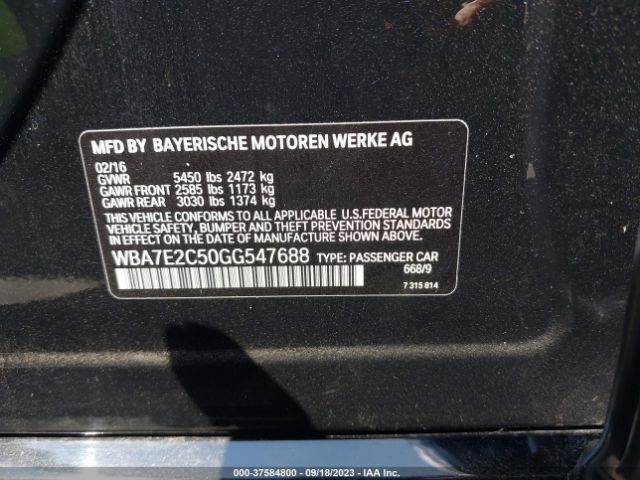 MFD BY BAYERISCHE MOTOREN WERKE AG
02/16
GVWR 5450 lbs 2472 kg
GAWR FRONT 2585 lbs 1173 kg
GAWR REAR 3030 lbs 1374 kg
THIS VEHICLE CONFORMS TO ALL APPLICABLE U.S.FEDERAL MOTOR
VEHICLE SAFETY, BUMPER AND THEFT PREVENTION STANDARDS
IN EFFECT ON THE DATE OF MANUFACTURE SHOWN ABOVE.
WBA7E2C50GG547688 TYPE: PASSENGER CAR
668/9
7 315 814
000-37584800 - 09/18/2023 - IAA Inc.